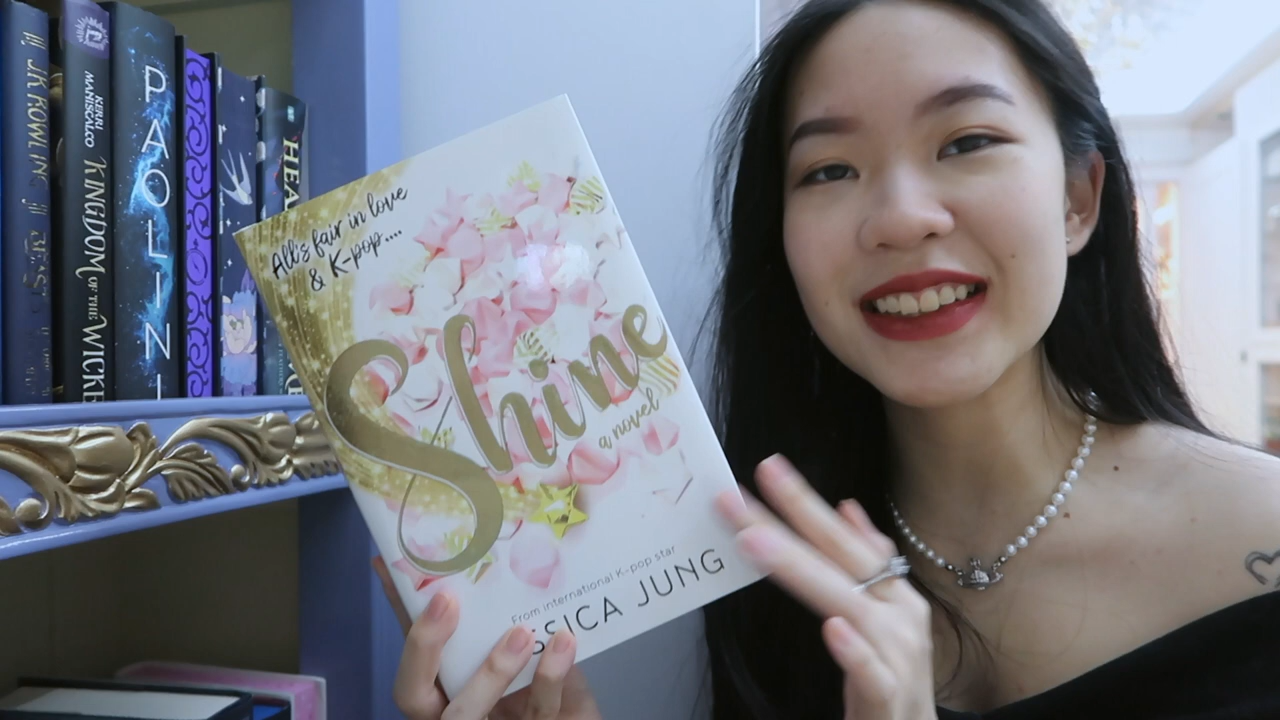 J.K. ROWLING
KERRI
MANISCALCO
KINGDOM OF THE WICKE
PAOLINI
HEA
All's fair in love
& K-pop....
Shine
a novel
From international K-pop star
SSICA JUNG